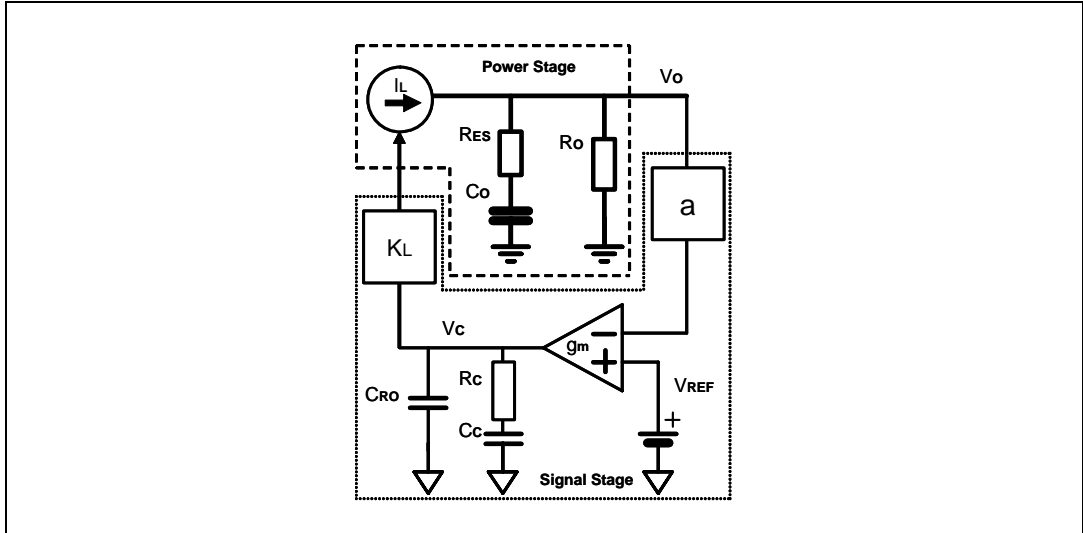 Power Stage
IL
VO
RES
RO
CO
a
KL
VC
gm
RC
VREF
CRO
CC
Signal Stage